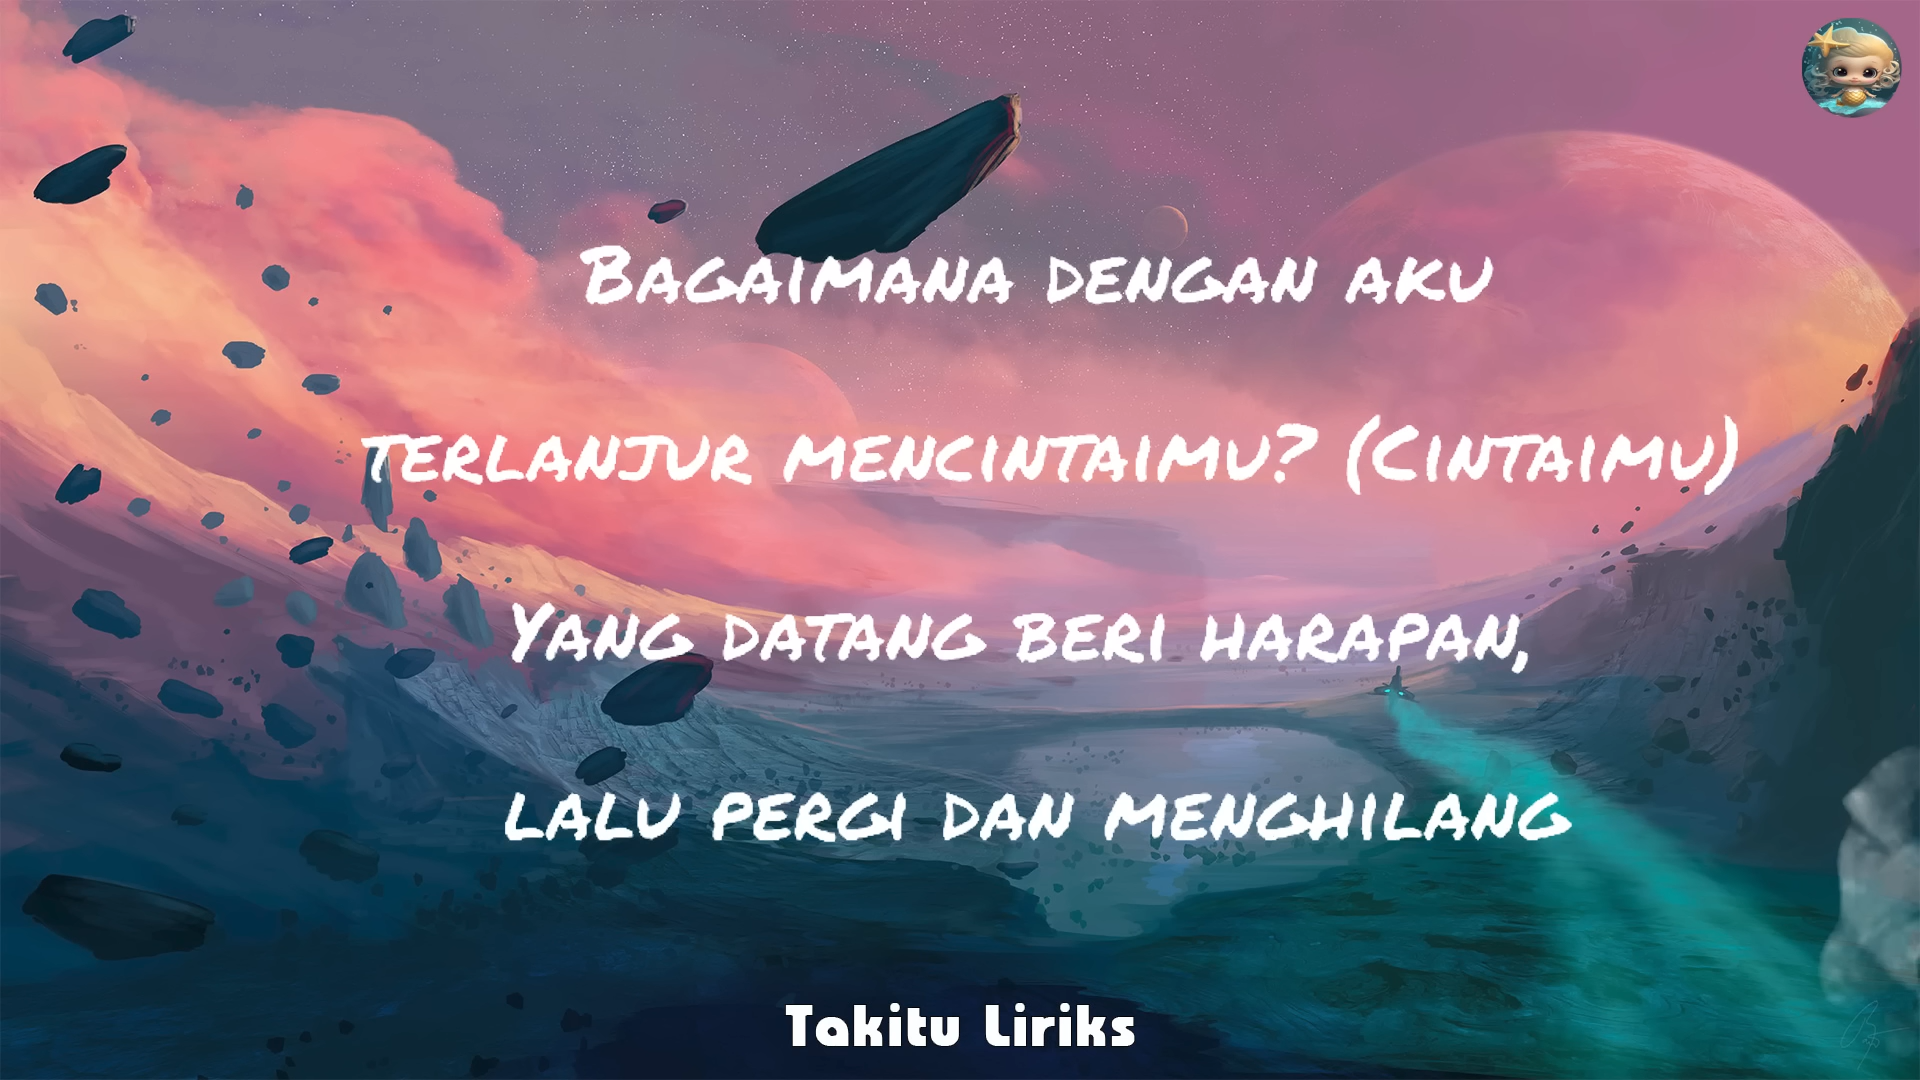 Bagaimana dengan aku
terlanjur mencintaimu? (Cintaimu)
Yang datang beri harapan,
lalu pergi dan menghilang
Takitu Liriks